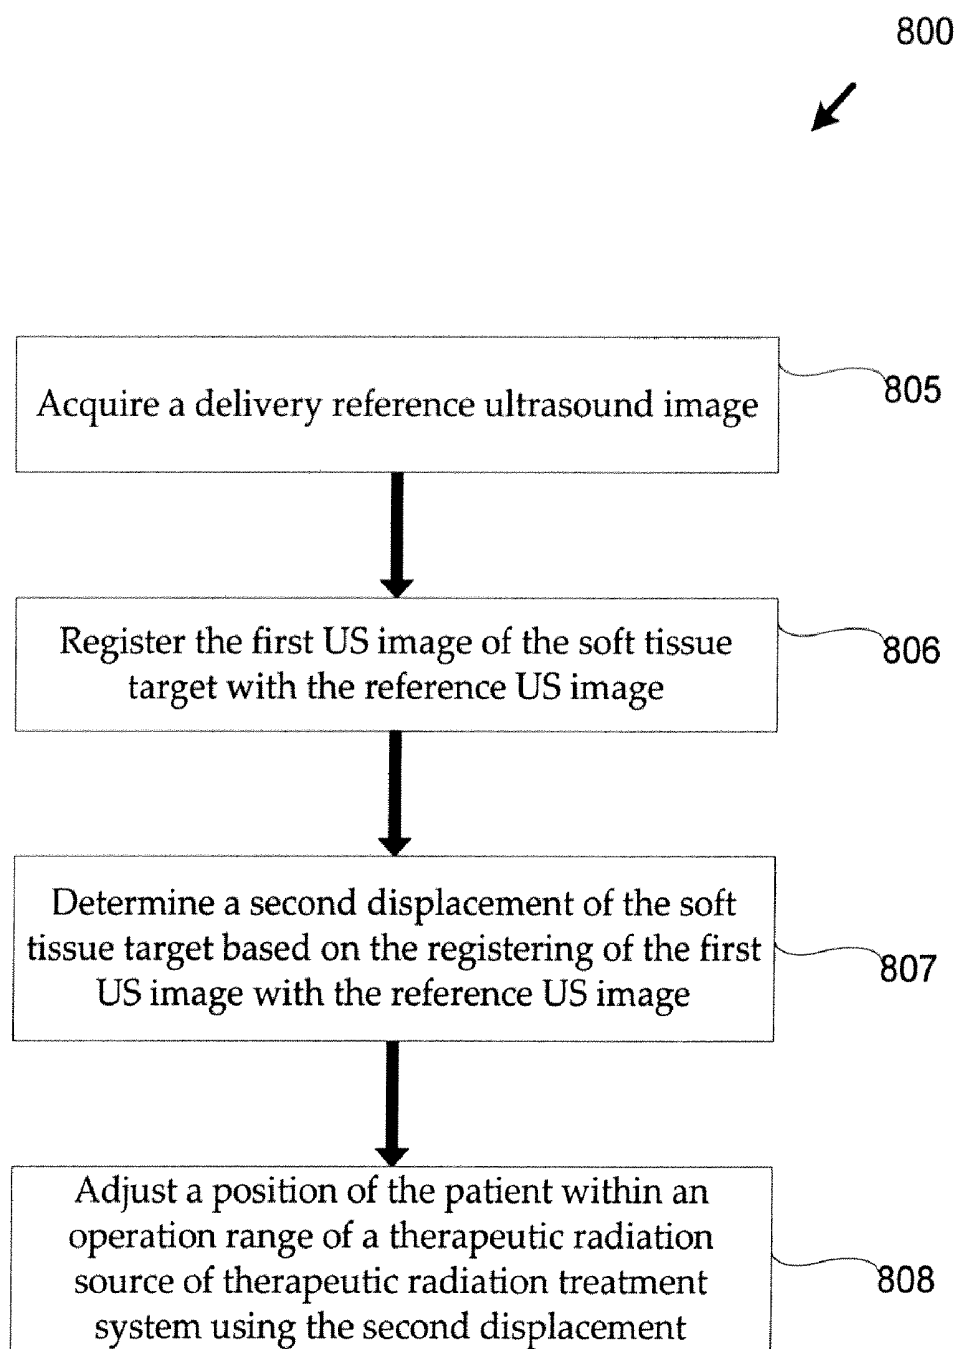 800
Acquire a delivery reference ultrasound image
805
Register the first US image of the soft tissue
target with the reference US image
806
Determine a second displacement of the soft
tissue target based on the registering of the first
US image with the reference US image
807
Adjust a position of the patient within an
operation range of a therapeutic radiation
source of therapeutic radiation treatment
system using the second displacement
808